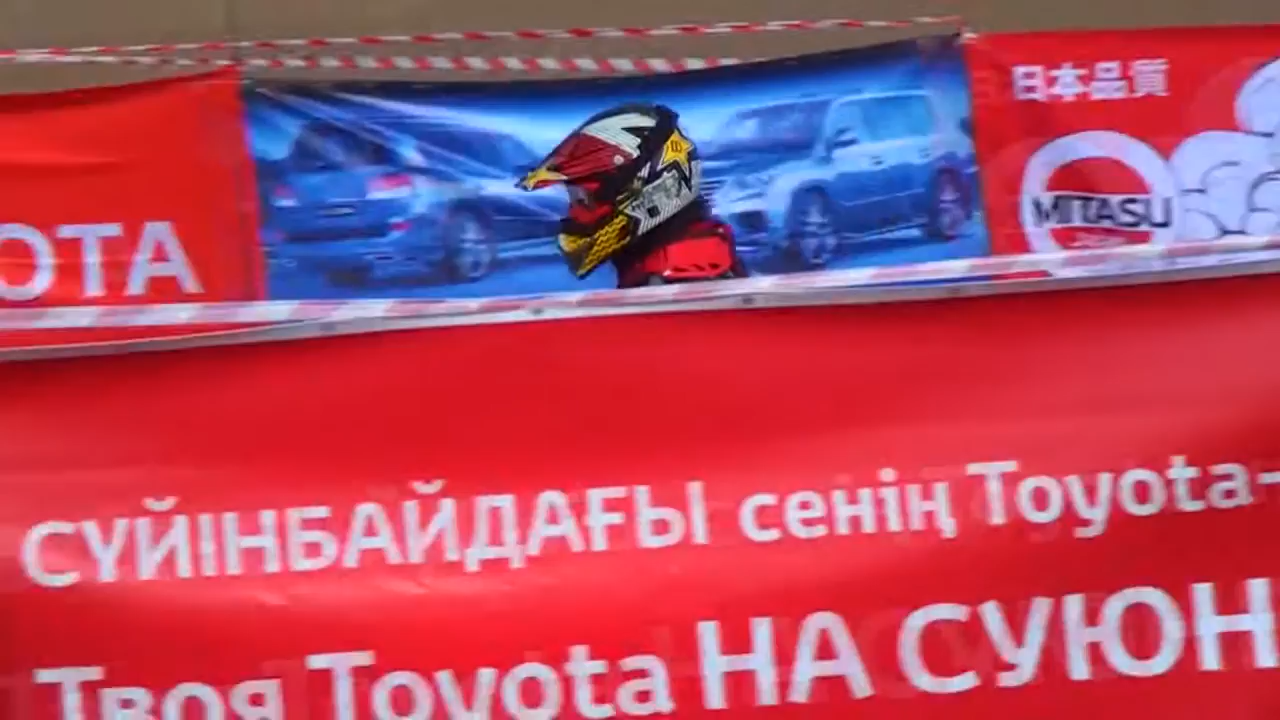 OTA
日本品質
MITASU
СҮЙІНБАЙДАҒЫ сенің Toyota-
Твоя Toyota НА СУЮН